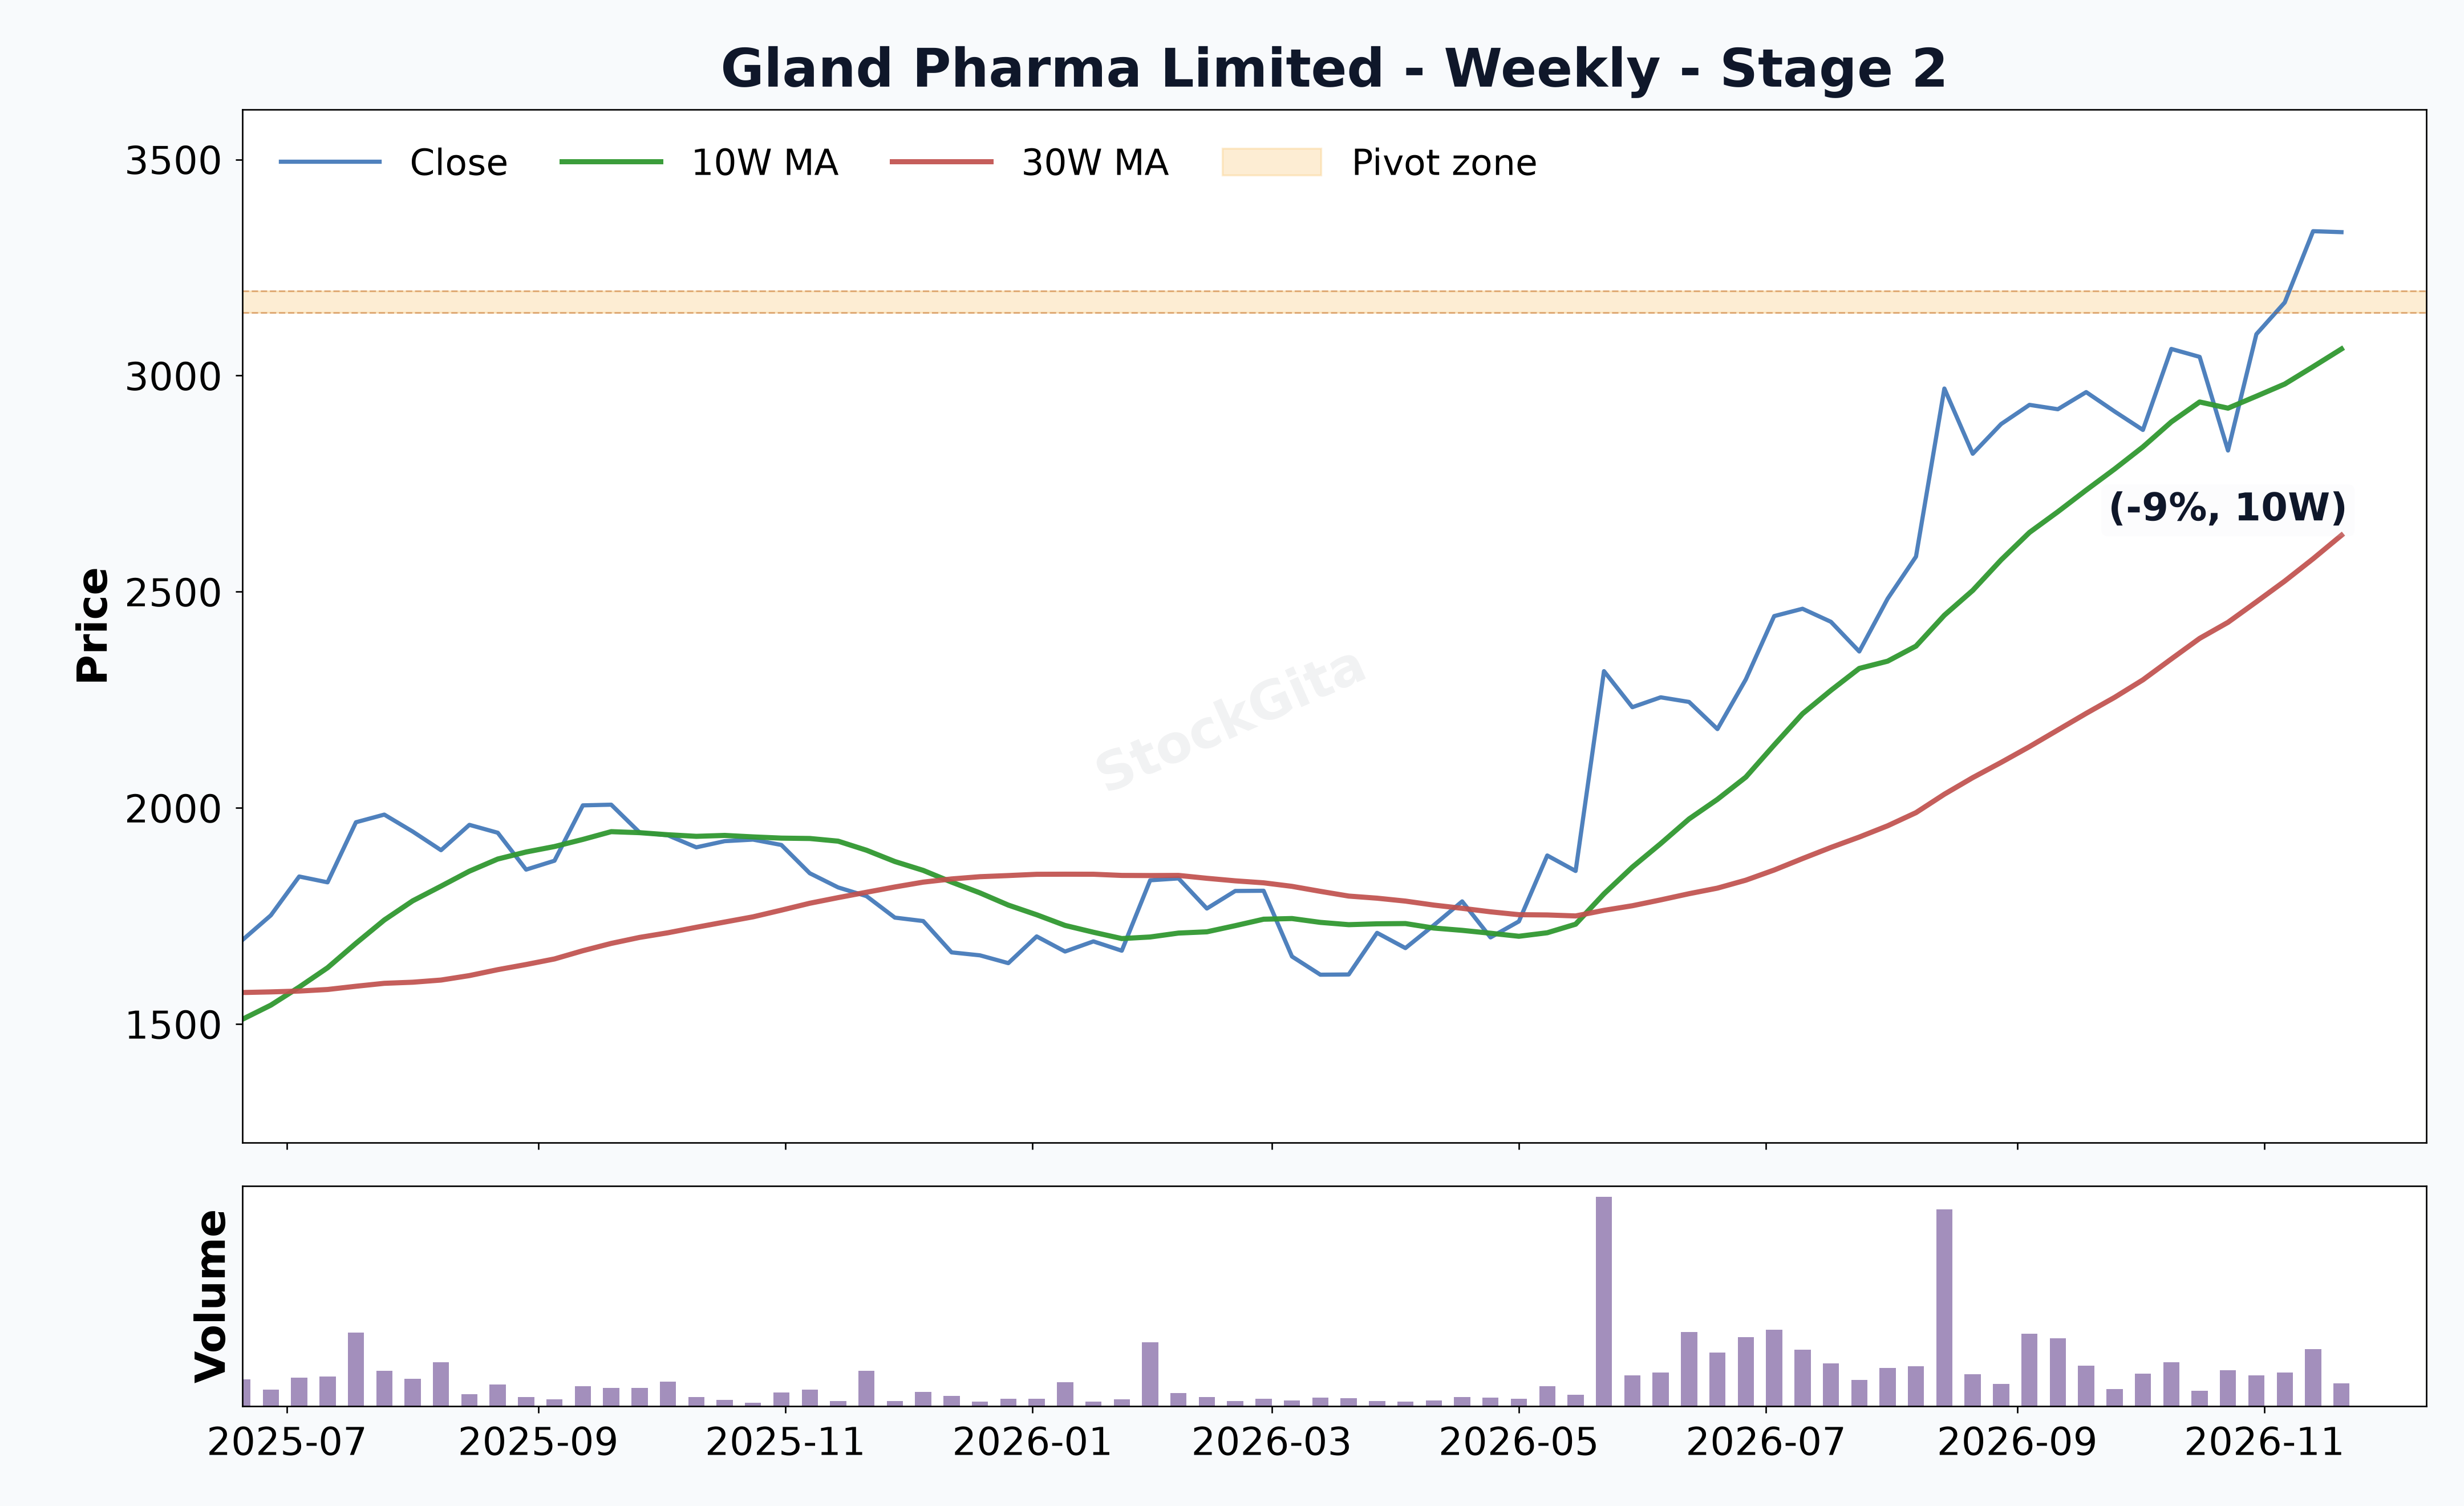 Gland Pharma Limited - Weekly - Stage 2
Close 10W MA 30W MA Pivot zone
3500
3000
2500
2000
1500
Price
(-9%, 10W)
StockGita
Volume
2025-07 2025-09 2025-11 2026-01 2026-03 2026-05 2026-07 2026-09 2026-11